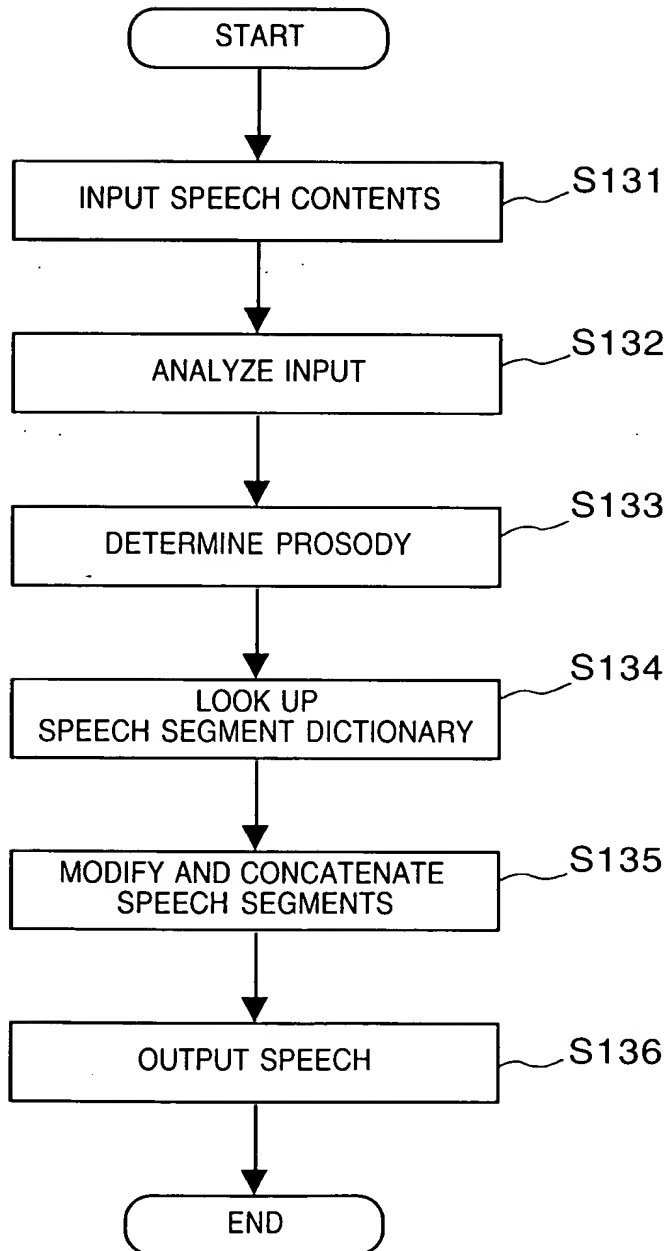 START
INPUT SPEECH CONTENTS
S131
ANALYZE INPUT
S132
DETERMINE PROSODY
S133
LOOK UP
SPEECH SEGMENT DICTIONARY
S134
MODIFY AND CONCATENATE
SPEECH SEGMENTS
S135
OUTPUT SPEECH
S136
END